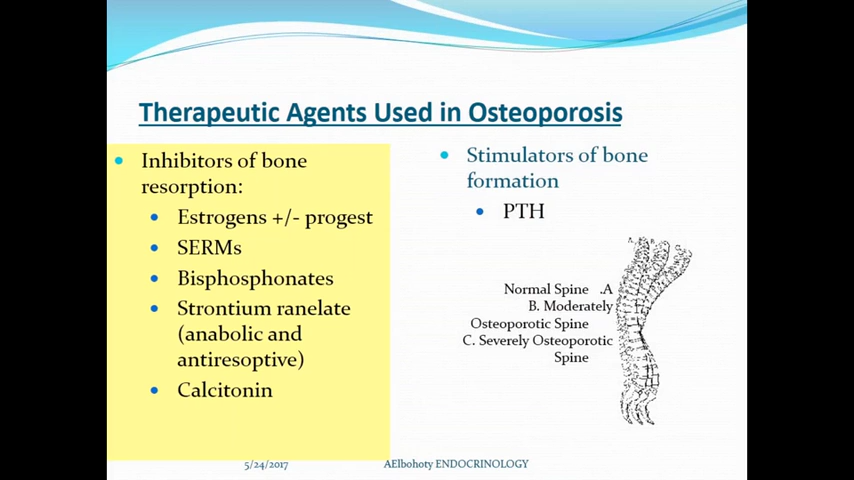 Therapeutic Agents Used in Osteoporosis
Inhibitors of bone
resorption:
Estrogens +/- progest
SERMs
Bisphosphonates
Strontium ranelate
(anabolic and
antiresoptive)
Calcitonin
Stimulators of bone
formation
PTH
Normal Spine .A
B. Moderately
Osteoporotic Spine
C. Severely Osteoporotic
Spine
5/24/2017
AElbohoty ENDOCRINOLOGY